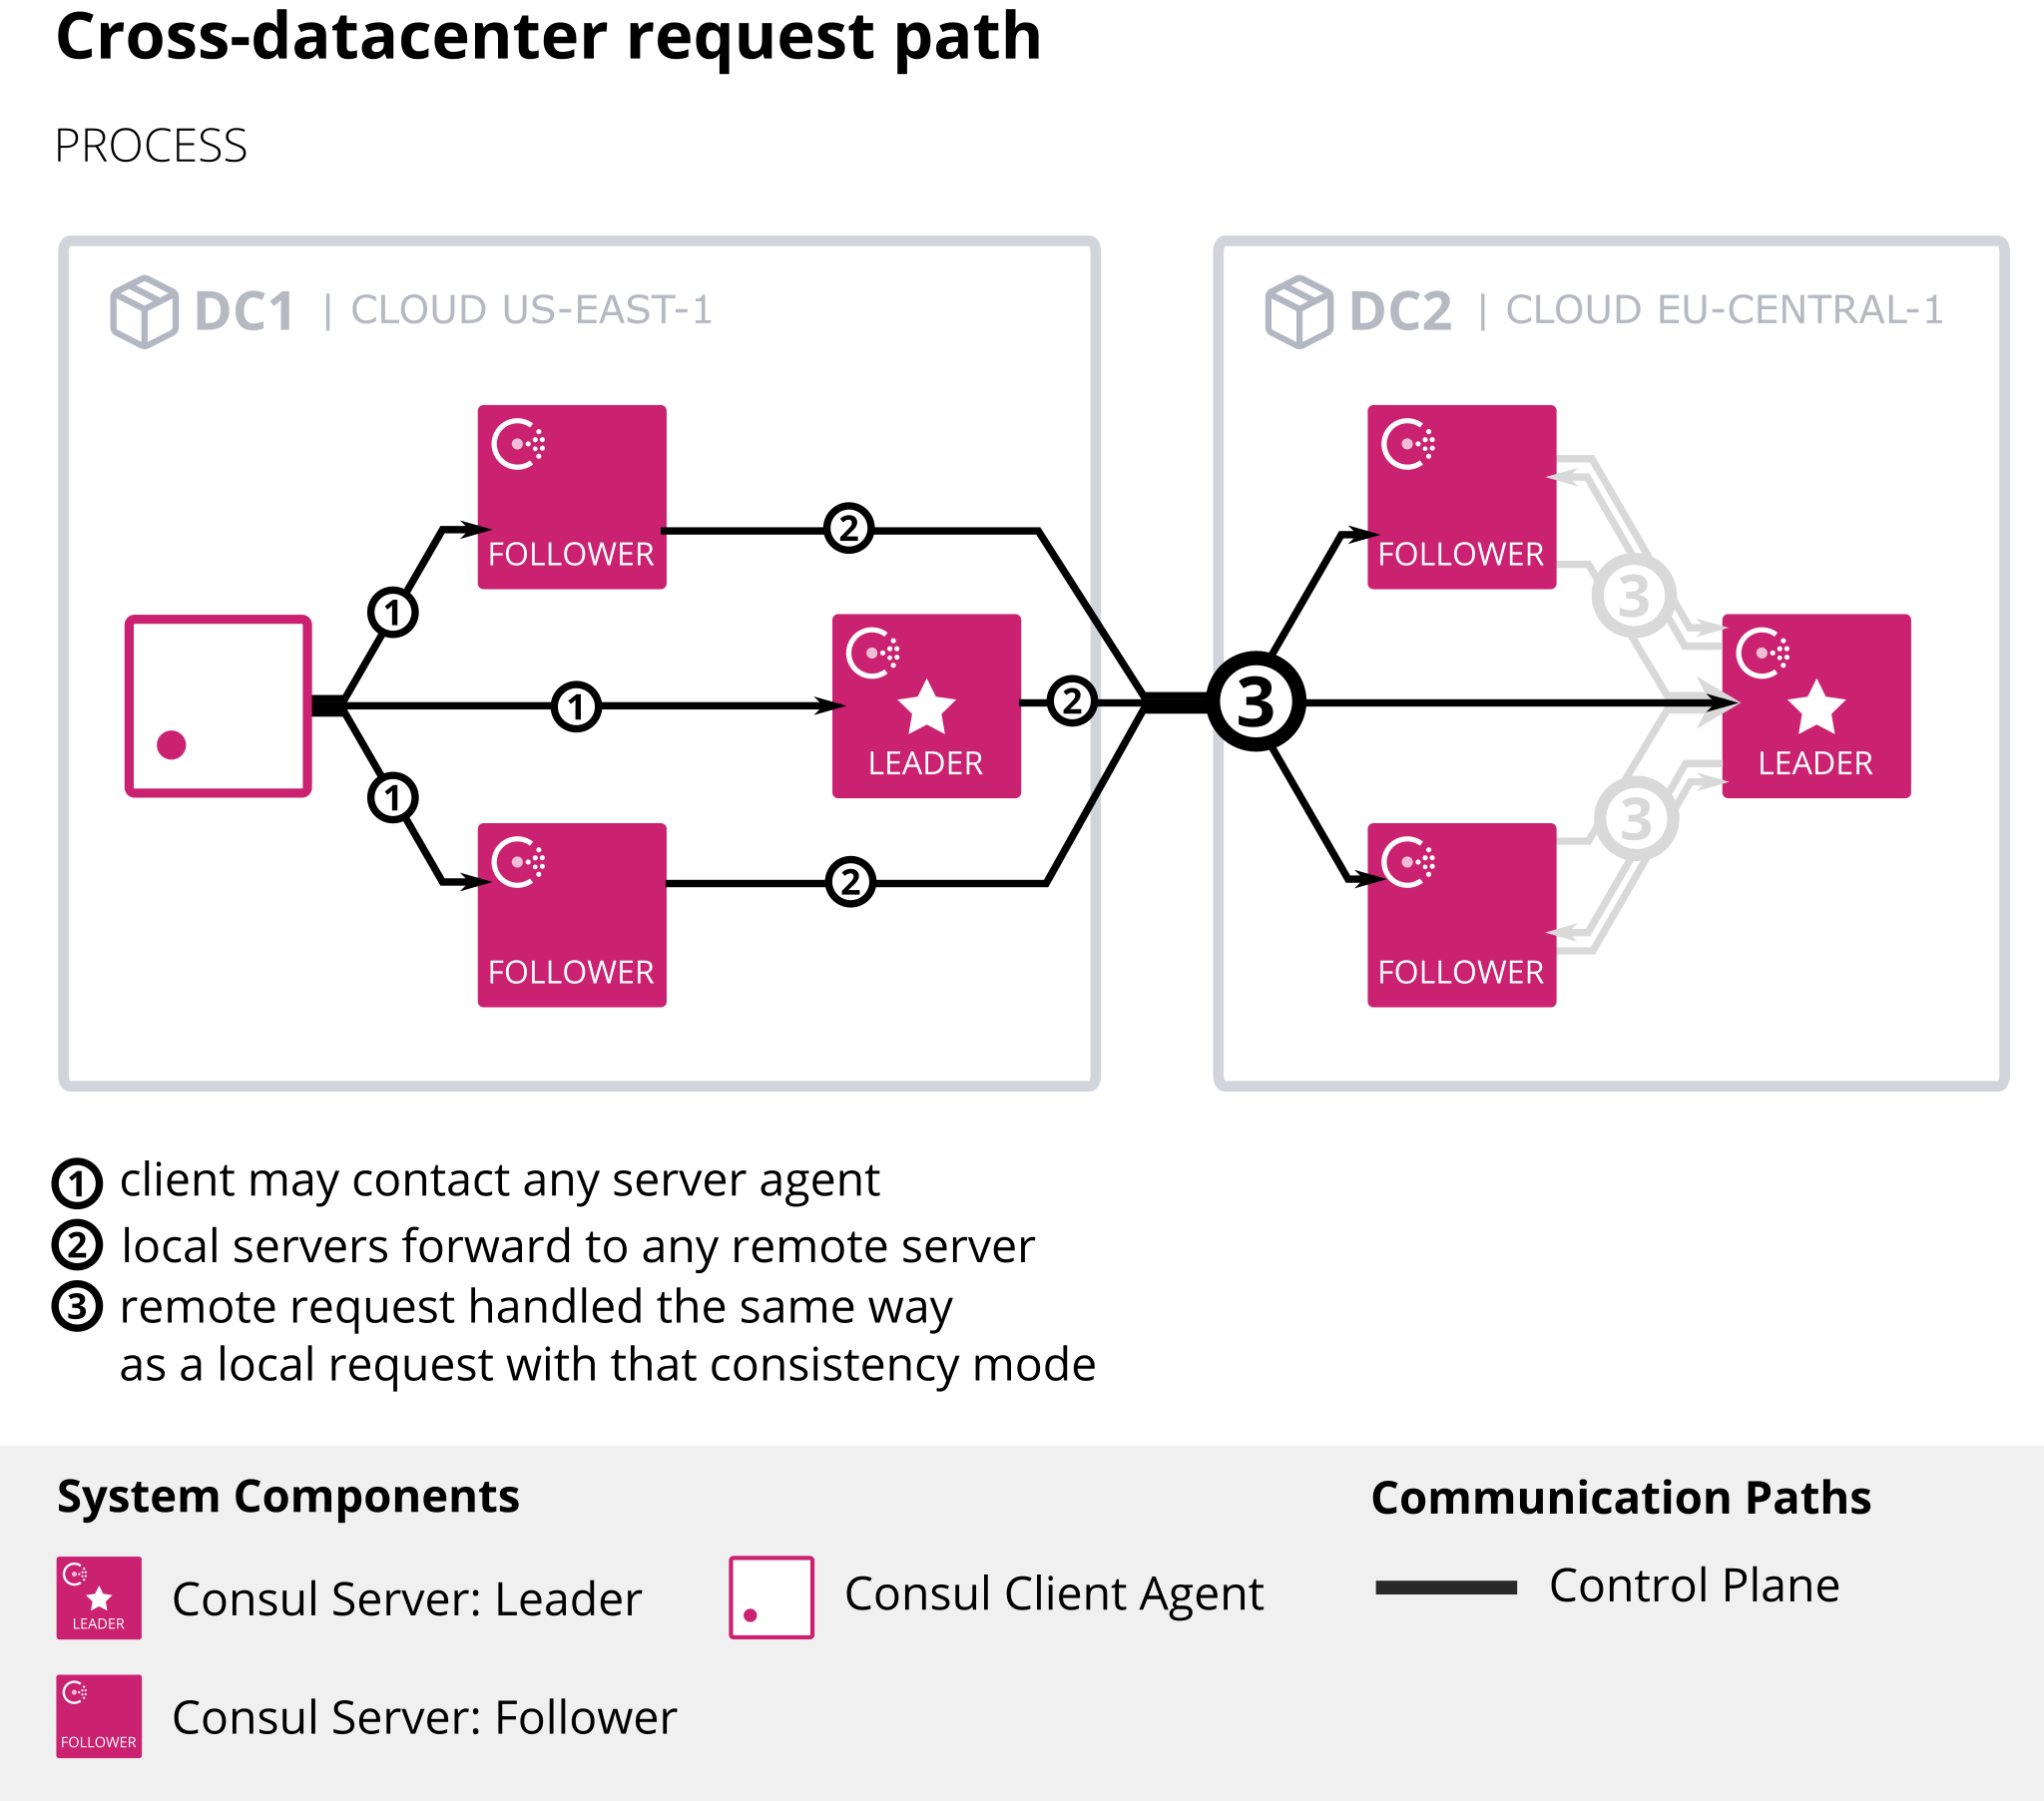 Cross-datacenter request path
PROCESS
DC1 | CLOUD US-EAST-1
DC2 | CLOUD EU-CENTRAL-1
FOLLOWER
2
FOLLOWER
1
3
1
LEADER
2
3
LEADER
1
3
FOLLOWER
2
FOLLOWER
1 client may contact any server agent
2 local servers forward to any remote server
3 remote request handled the same way
as a local request with that consistency mode
System Components
Communication Paths
LEADER
Consul Server: Leader
Consul Client Agent
Control Plane
FOLLOWER
Consul Server: Follower